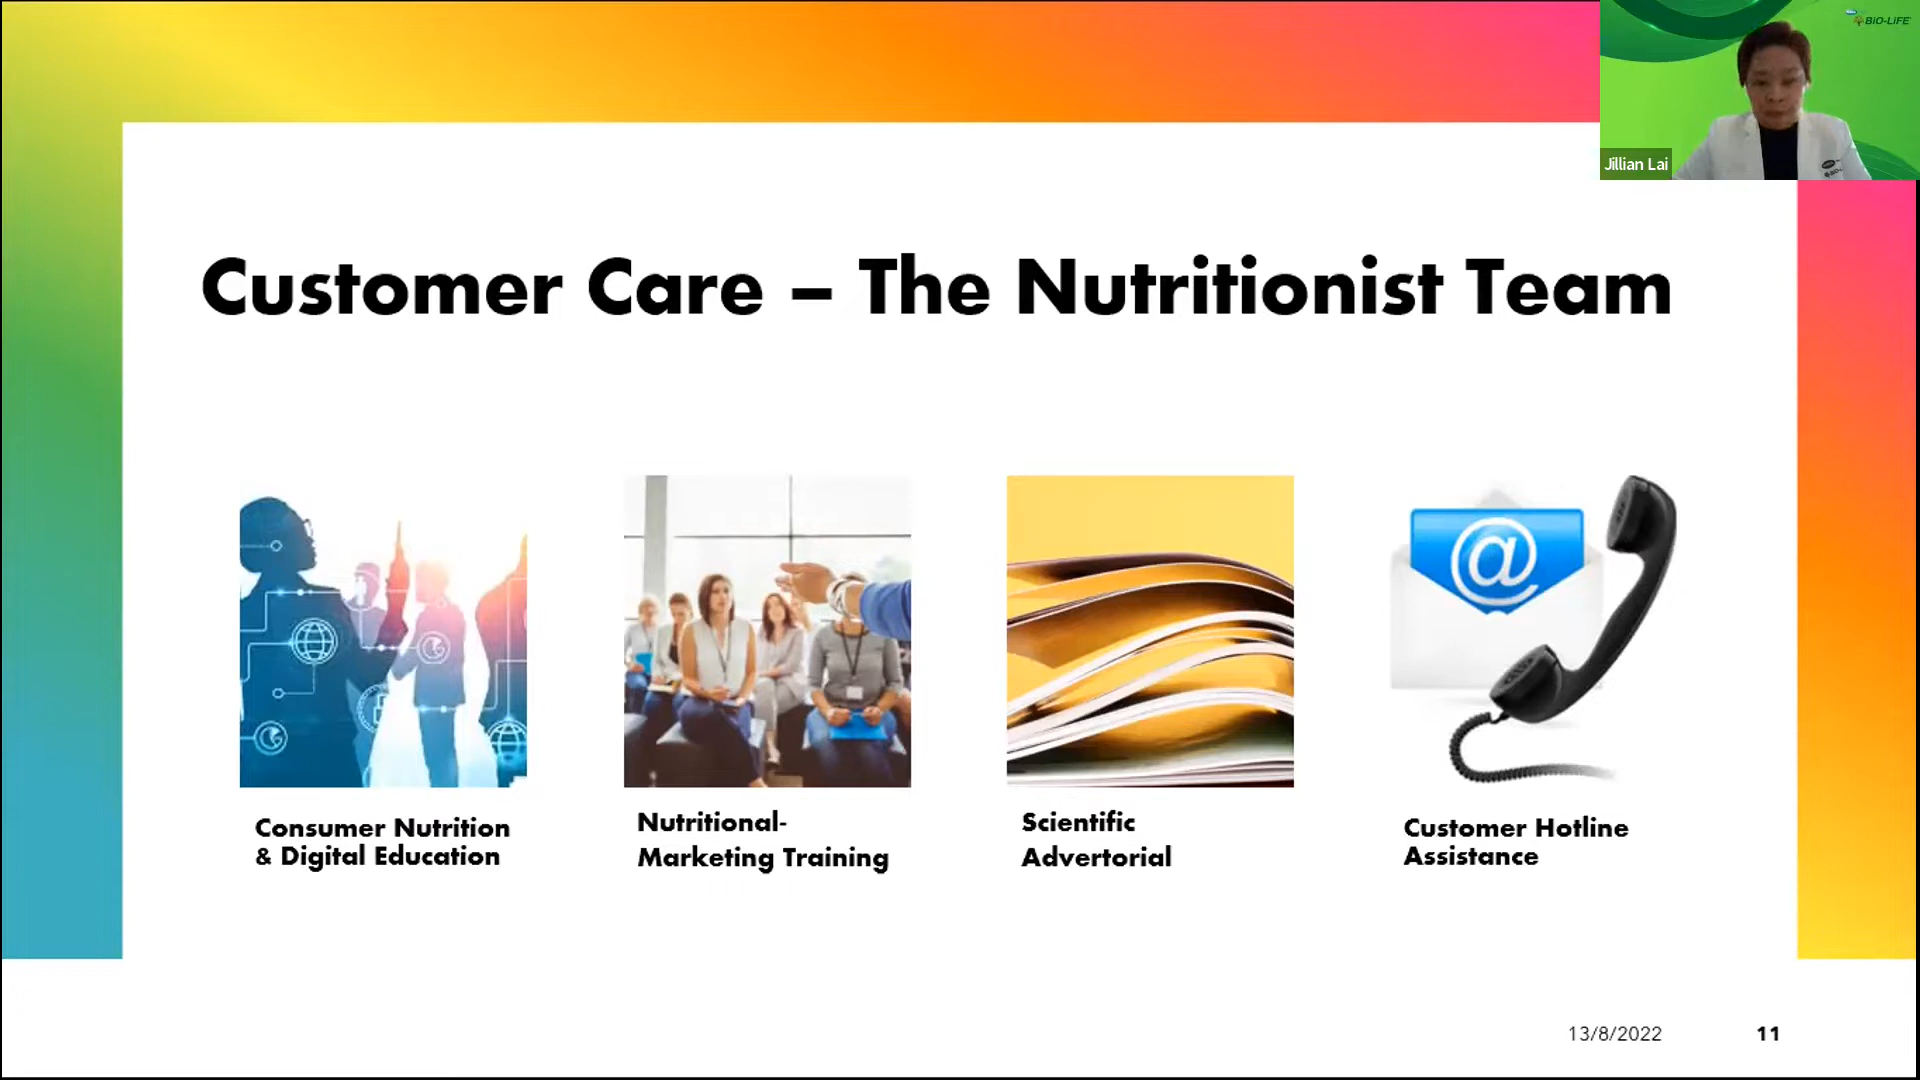 BiO-LiFE
Jillian Lai
Customer Care – The Nutritionist Team
@
Consumer Nutrition
& Digital Education
Nutritional-
Marketing Training
Scientific
Advertorial
Customer Hotline
Assistance
13/8/2022
11